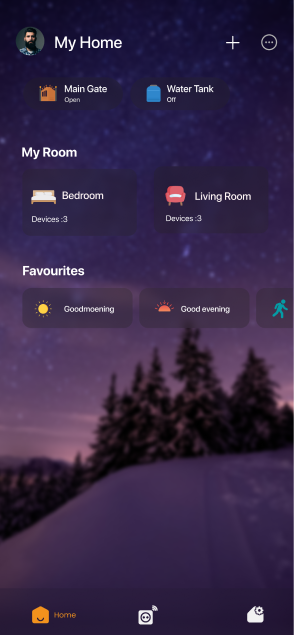 My Home
Main Gate
Open
Water Tank
Off
My Room
Bedroom
Devices :3
Living Room
Devices :3
Favourites
Goodmoening
Good evening
Home